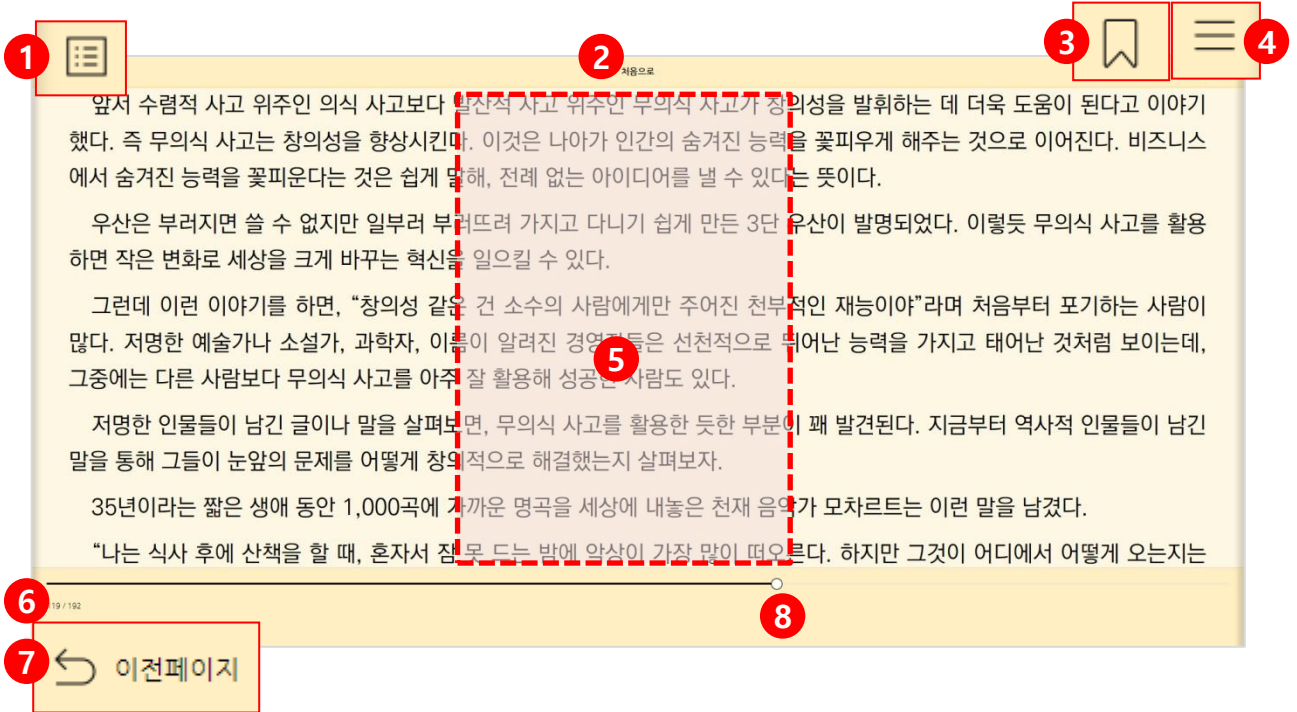 1
2
3
4
처음으로
앞서 수렴적 사고 위주인 의식 사고보다 발산적 사고 위주인 무의식 사고가 창의성을 발휘하는 데 더욱 도움이 된다고 이야기
했다. 즉 무의식 사고는 창의성을 향상시킨다. 이것은 나아가 인간의 숨겨진 능력을 꽃피우게 해주는 것으로 이어진다. 비즈니스
에서 숨겨진 능력을 꽃피운다는 것은 쉽게 말해, 전례 없는 아이디어를 낼 수 있다는 뜻이다.
우산은 부러지면 쓸 수 없지만 일부러 부러뜨려 가지고 다니기 쉽게 만든 3단 우산이 발명되었다. 이렇듯 무의식 사고를 활용
하면 작은 변화로 세상을 크게 바꾸는 혁신을 일으킬 수 있다.
그런데 이런 이야기를 하면, “창의성 같은 건 소수의 사람에게만 주어진 천부적인 재능이야”라며 처음부터 포기하는 사람이
많다. 저명한 예술가나 소설가, 과학자, 이름이 알려진 경영자들은 선천적으로 뛰어난 능력을 가지고 태어난 것처럼 보이는데,
5
그중에는 다른 사람보다 무의식 사고를 아주 잘 활용해 성공한 사람도 있다.
저명한 인물들이 남긴 글이나 말을 살펴보면, 무의식 사고를 활용한 듯한 부분이 꽤 발견된다. 지금부터 역사적 인물들이 남긴
말을 통해 그들이 눈앞의 문제를 어떻게 창의적으로 해결했는지 살펴보자.
35년이라는 짧은 생애 동안 1,000곡에 가까운 명곡을 세상에 내놓은 천재 음악가 모차르트는 이런 말을 남겼다.
“나는 식사 후에 산책을 할 때, 혼자서 잠 못 드는 밤에 악상이 가장 많이 떠오른다. 하지만 그것이 어디에서 어떻게 오는지는
6
119 / 192
8
7
이전페이지